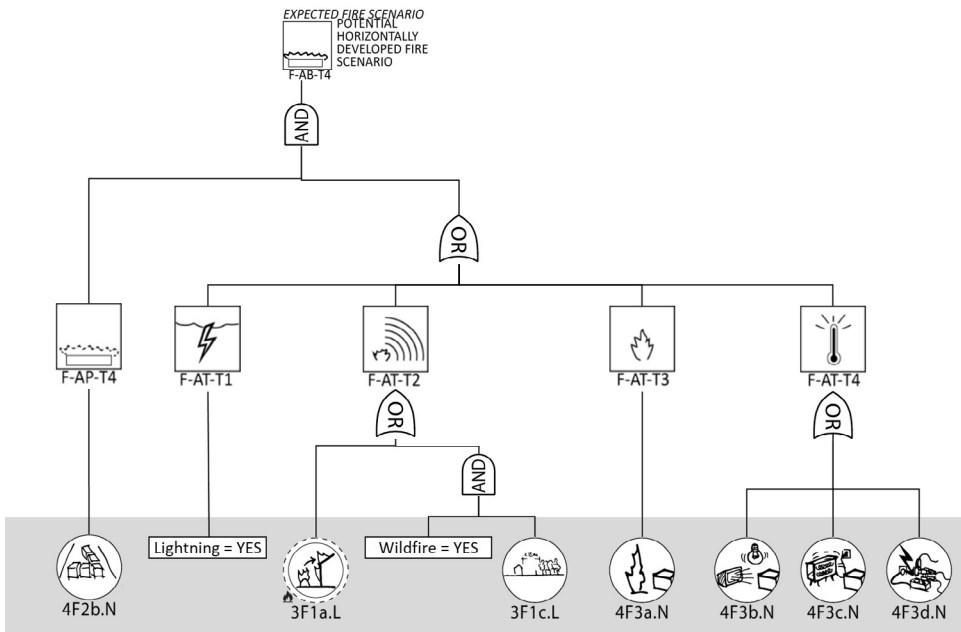 EXPECTED FIRE SCENARIO
POTENTIAL
HORIZONTALLY
DEVELOPED FIRE
SCENARIO
F-AB-T4
AND
OR
F-AP-T4
F-AT-T1
F-AT-T2
F-AT-T3
F-AT-T4
OR
OR
AND
Lightning = YES
Wildfire = YES
4F2b.N
3F1a.L
3F1c.L
4F3a.N
4F3b.N
4F3c.N
4F3d.N